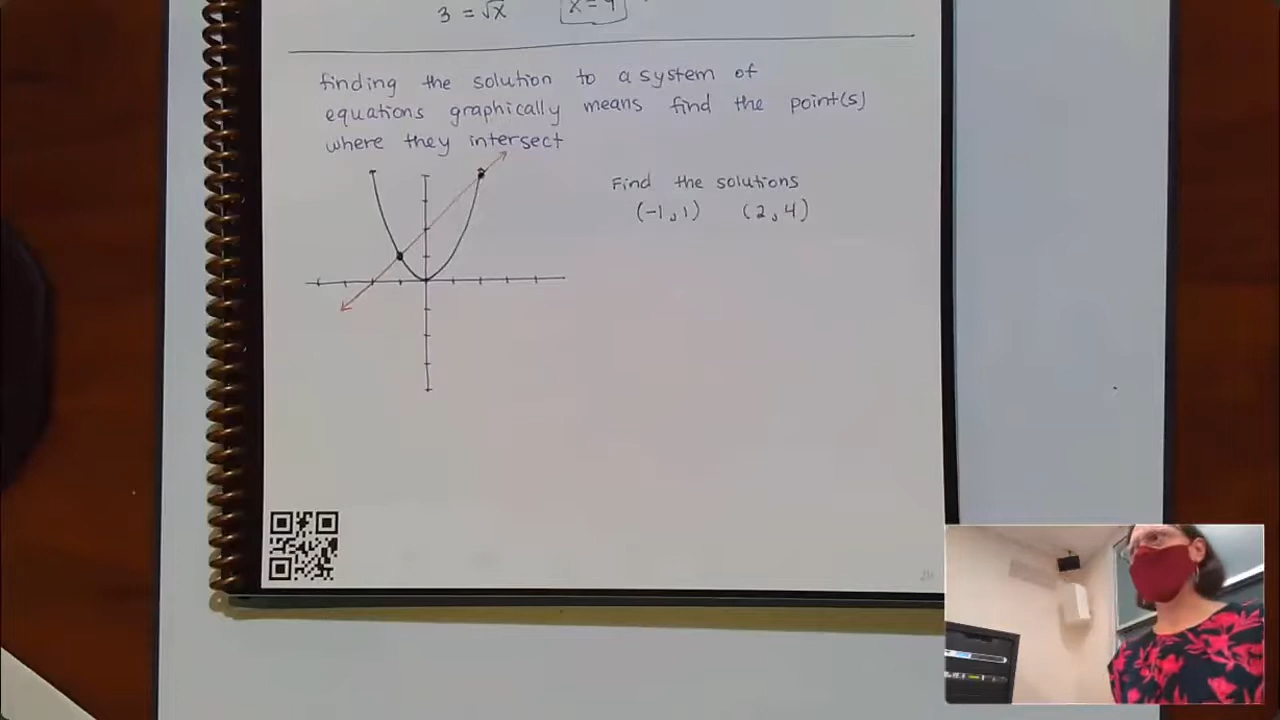 3 = √x x = 9
finding the solution to a system of
equations graphically means find the point(s)
where they intersect
Find the solutions
(-1, 1) (2, 4)